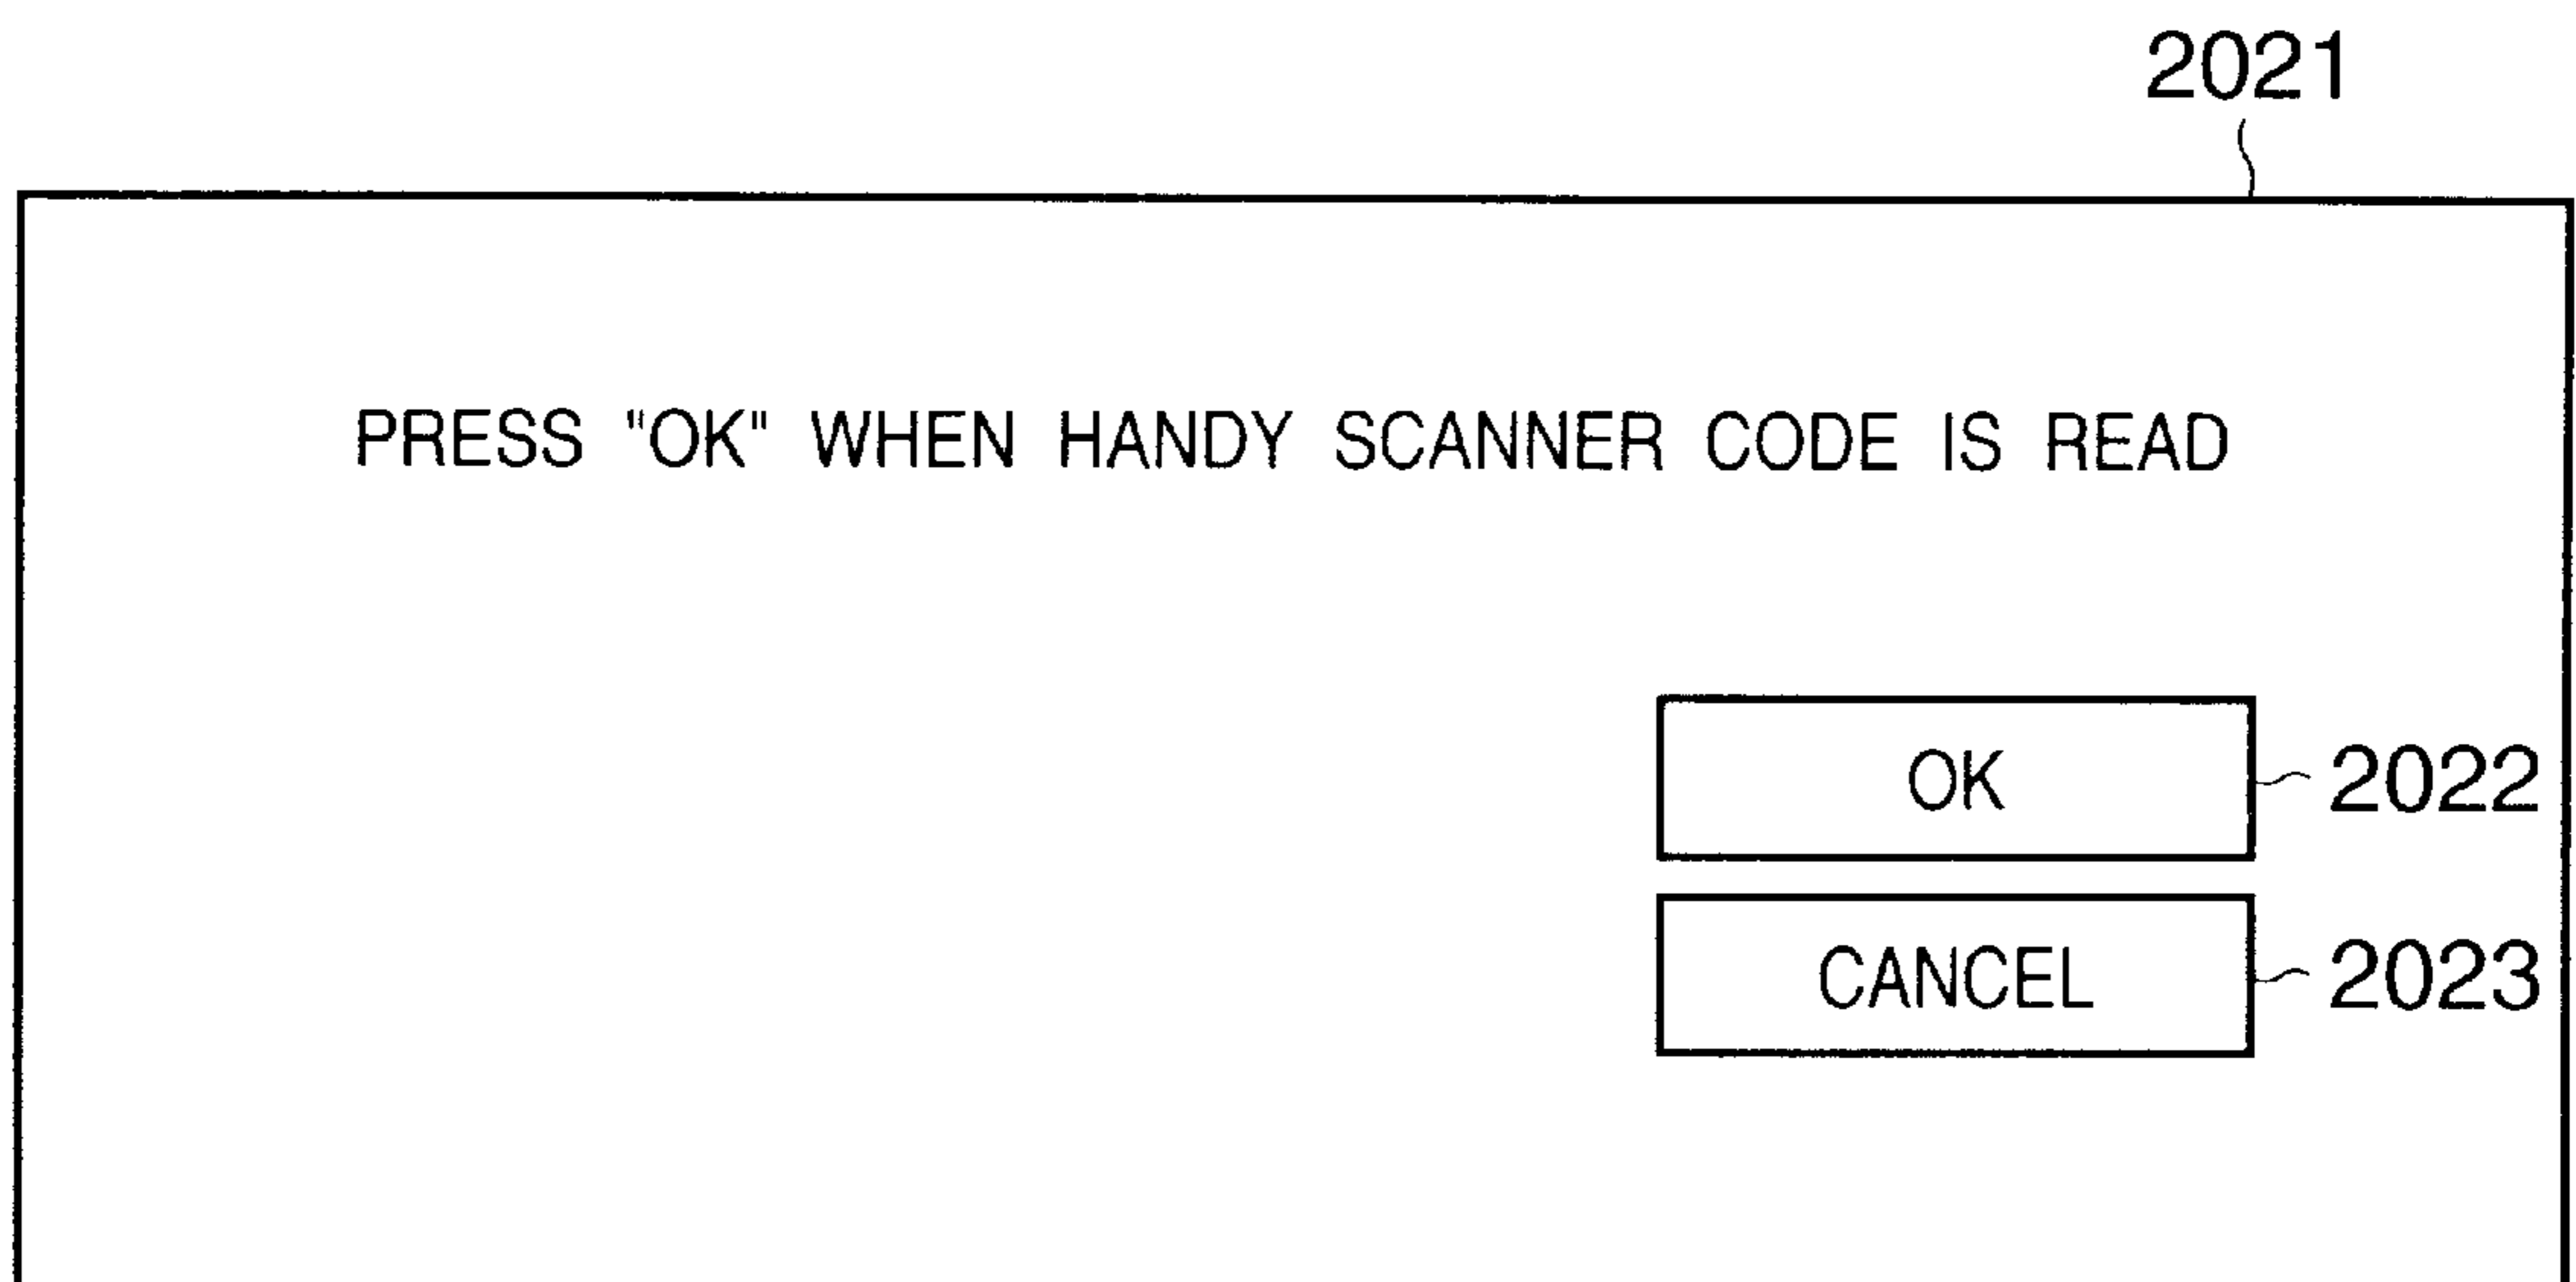 2021
PRESS "OK" WHEN HANDY SCANNER CODE IS READ
OK 2022
CANCEL 2023